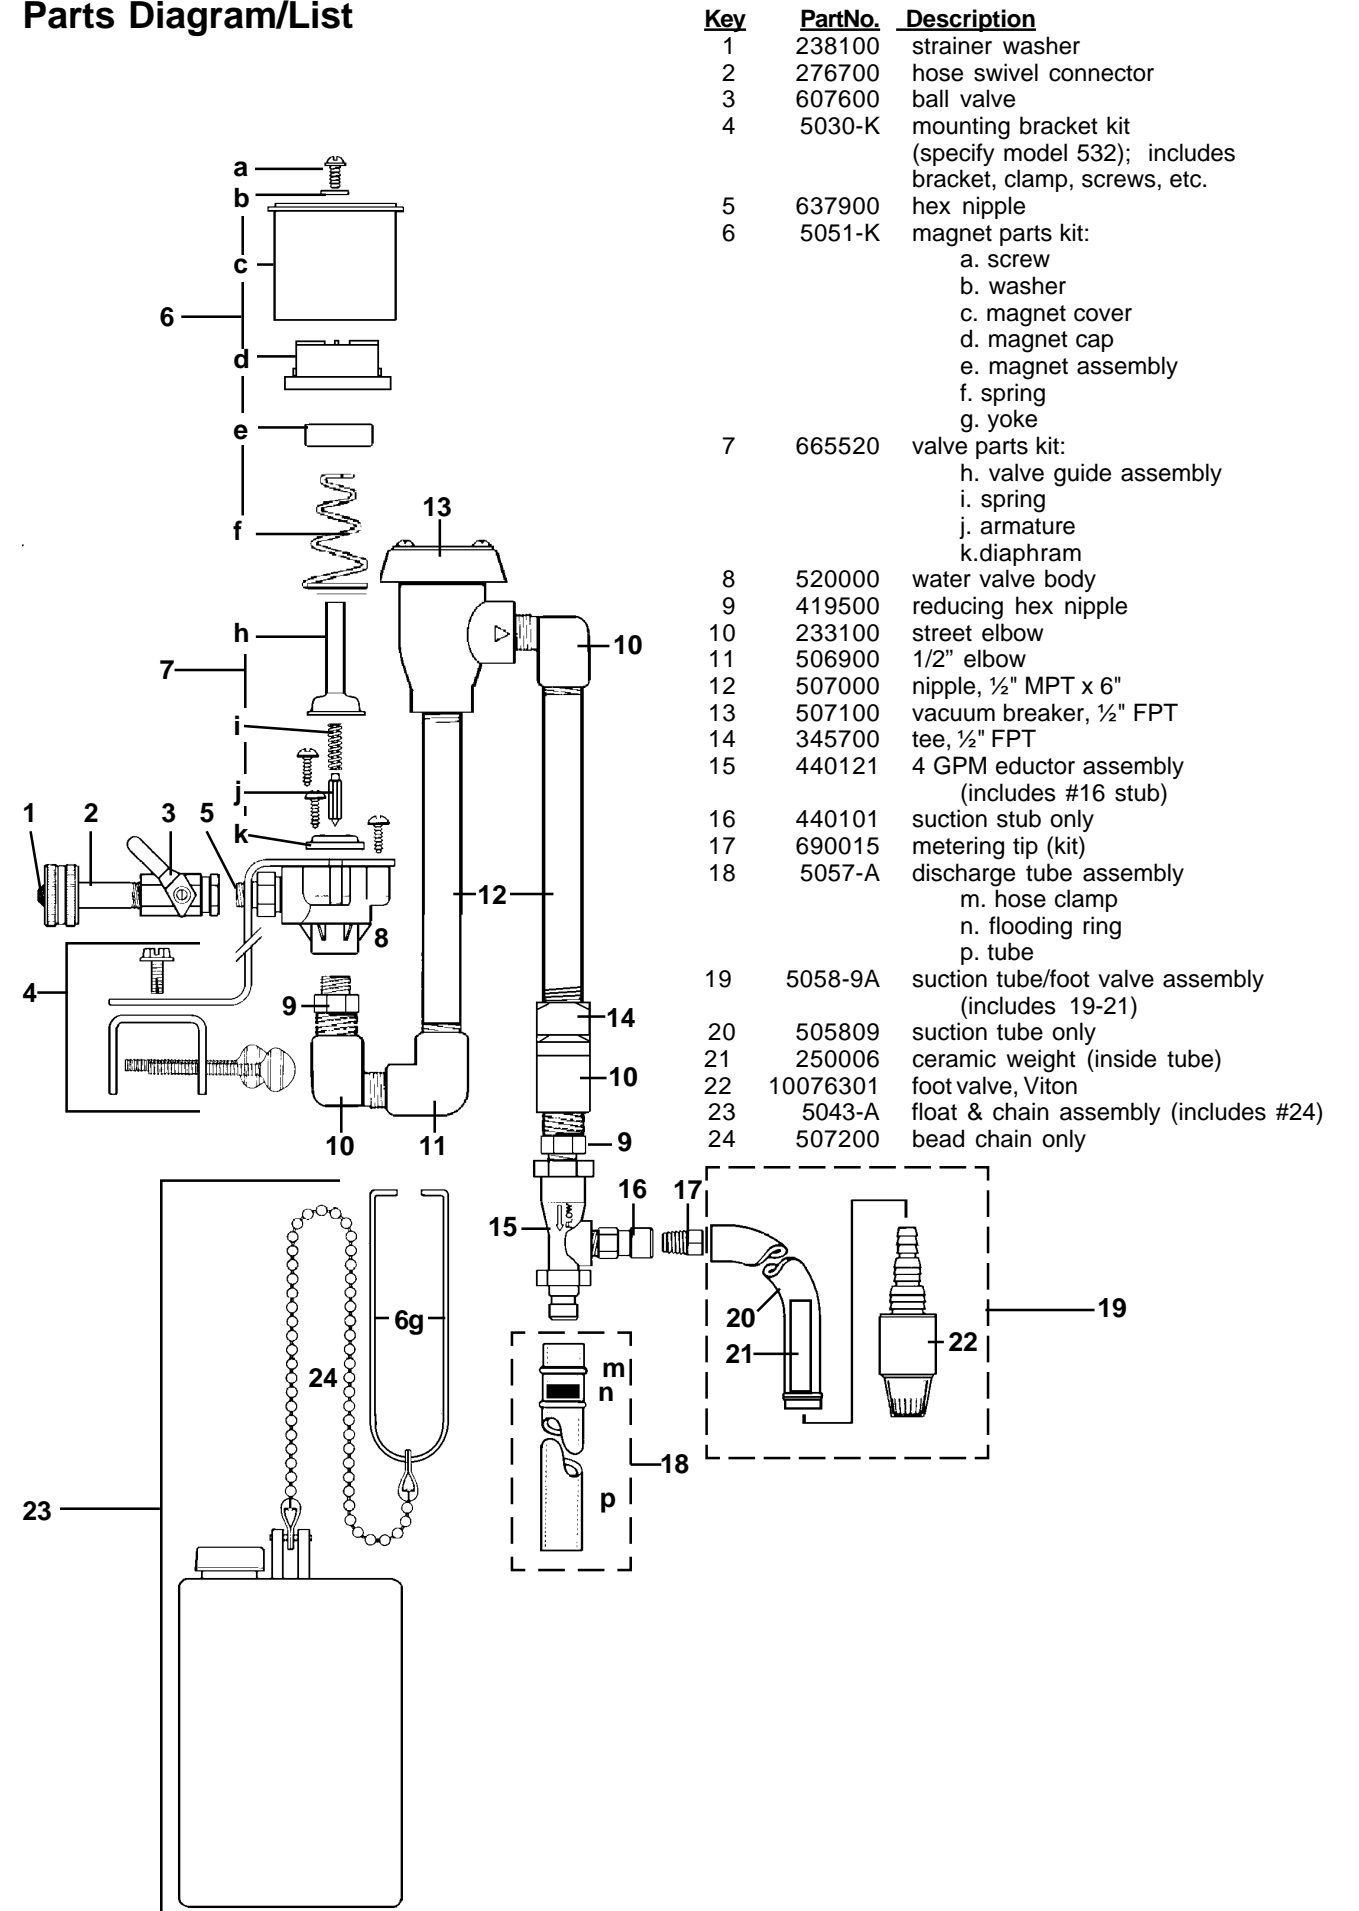 Parts Diagram/List
Key PartNo. Description
1 238100 strainer washer
2 276700 hose swivel connector
3 607600 ball valve
4 5030-K mounting bracket kit
(specify model 532); includes
bracket, clamp, screws, etc.
5 637900 hex nipple
6 5051-K magnet parts kit:
a. screw
b. washer
c. magnet cover
d. magnet cap
e. magnet assembly
f. spring
g. yoke
7 665520 valve parts kit:
h. valve guide assembly
i. spring
j. armature
k.diaphram
8 520000 water valve body
9 419500 reducing hex nipple
10 233100 street elbow
11 506900 1/2" elbow
12 507000 nipple, ½" MPT x 6"
13 507100 vacuum breaker, ½" FPT
14 345700 tee, ½" FPT
15 440121 4 GPM eductor assembly
(includes #16 stub)
16 440101 suction stub only
17 690015 metering tip (kit)
18 5057-A discharge tube assembly
m. hose clamp
n. flooding ring
p. tube
19 5058-9A suction tube/foot valve assembly
(includes 19-21)
20 505809 suction tube only
21 250006 ceramic weight (inside tube)
22 10076301 foot valve, Viton
23 5043-A float & chain assembly (includes #24)
24 507200 bead chain only
a
b
c
6
d
e
f
13
h
7
10
i
j
k
1 2 3 5
12
8
4
9
14
10
10 11
9
16 17
15
FLOW
6g
20
19
21
22
24
m
n
18
p
23